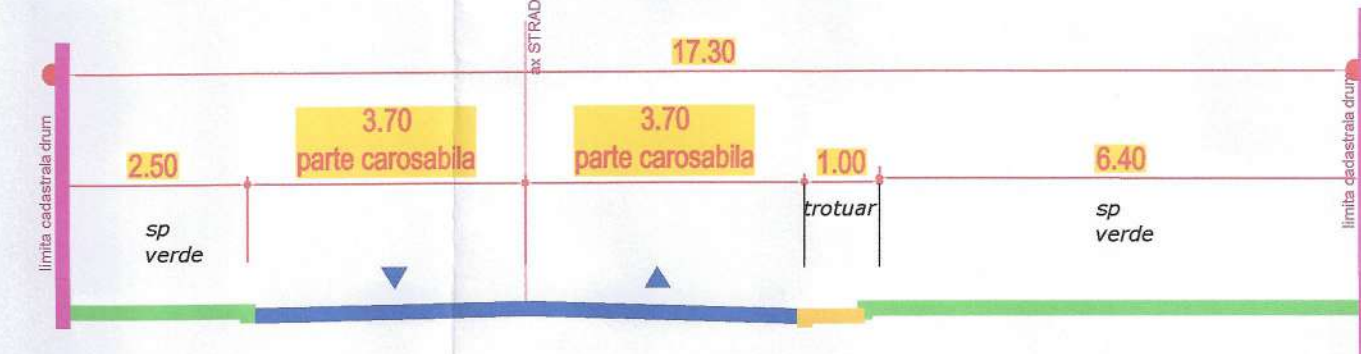 ax STRAD
17.30
limita cadastrala drum
2.50
3.70
parte carosabila
3.70
parte carosabila
1.00
6.40
limita cadastrala drum
sp
verde
trotuar
sp
verde